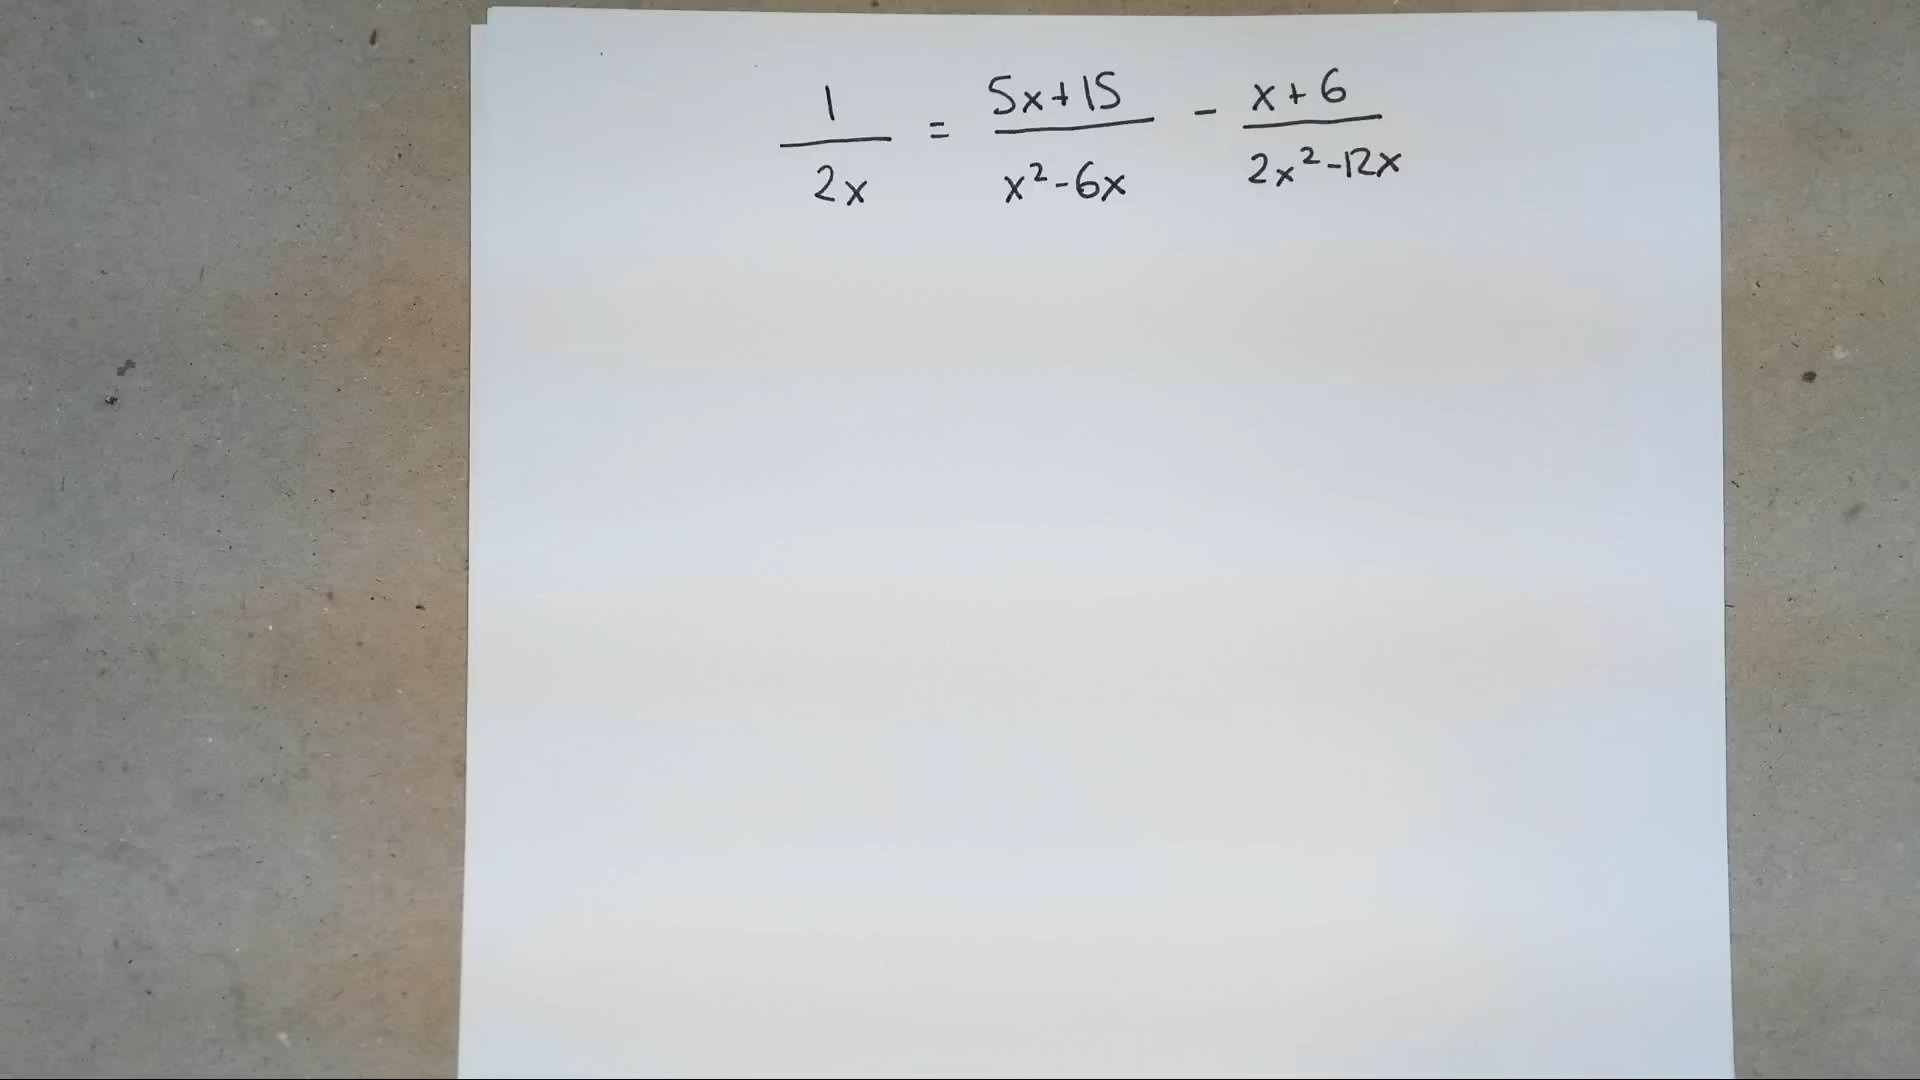 1/2x = 5x+15/x²-6x - x+6/2x²-12x